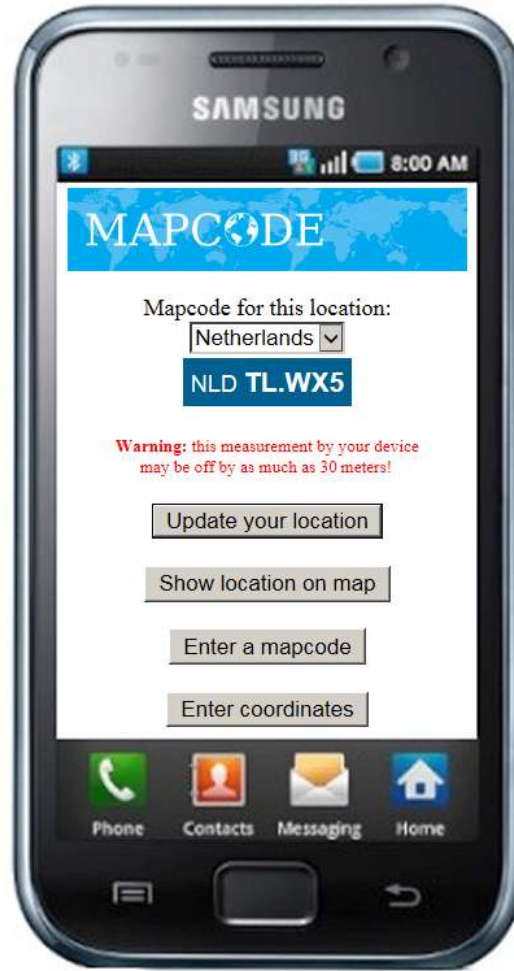 SAMSUNG
3G 8:00 AM
MAPCODE
Mapcode for this location:
Netherlands
NLD TL.WX5
Warning: this measurement by your device
may be off by as much as 30 meters!
Update your location
Show location on map
Enter a mapcode
Enter coordinates
Phone Contacts Messaging Home